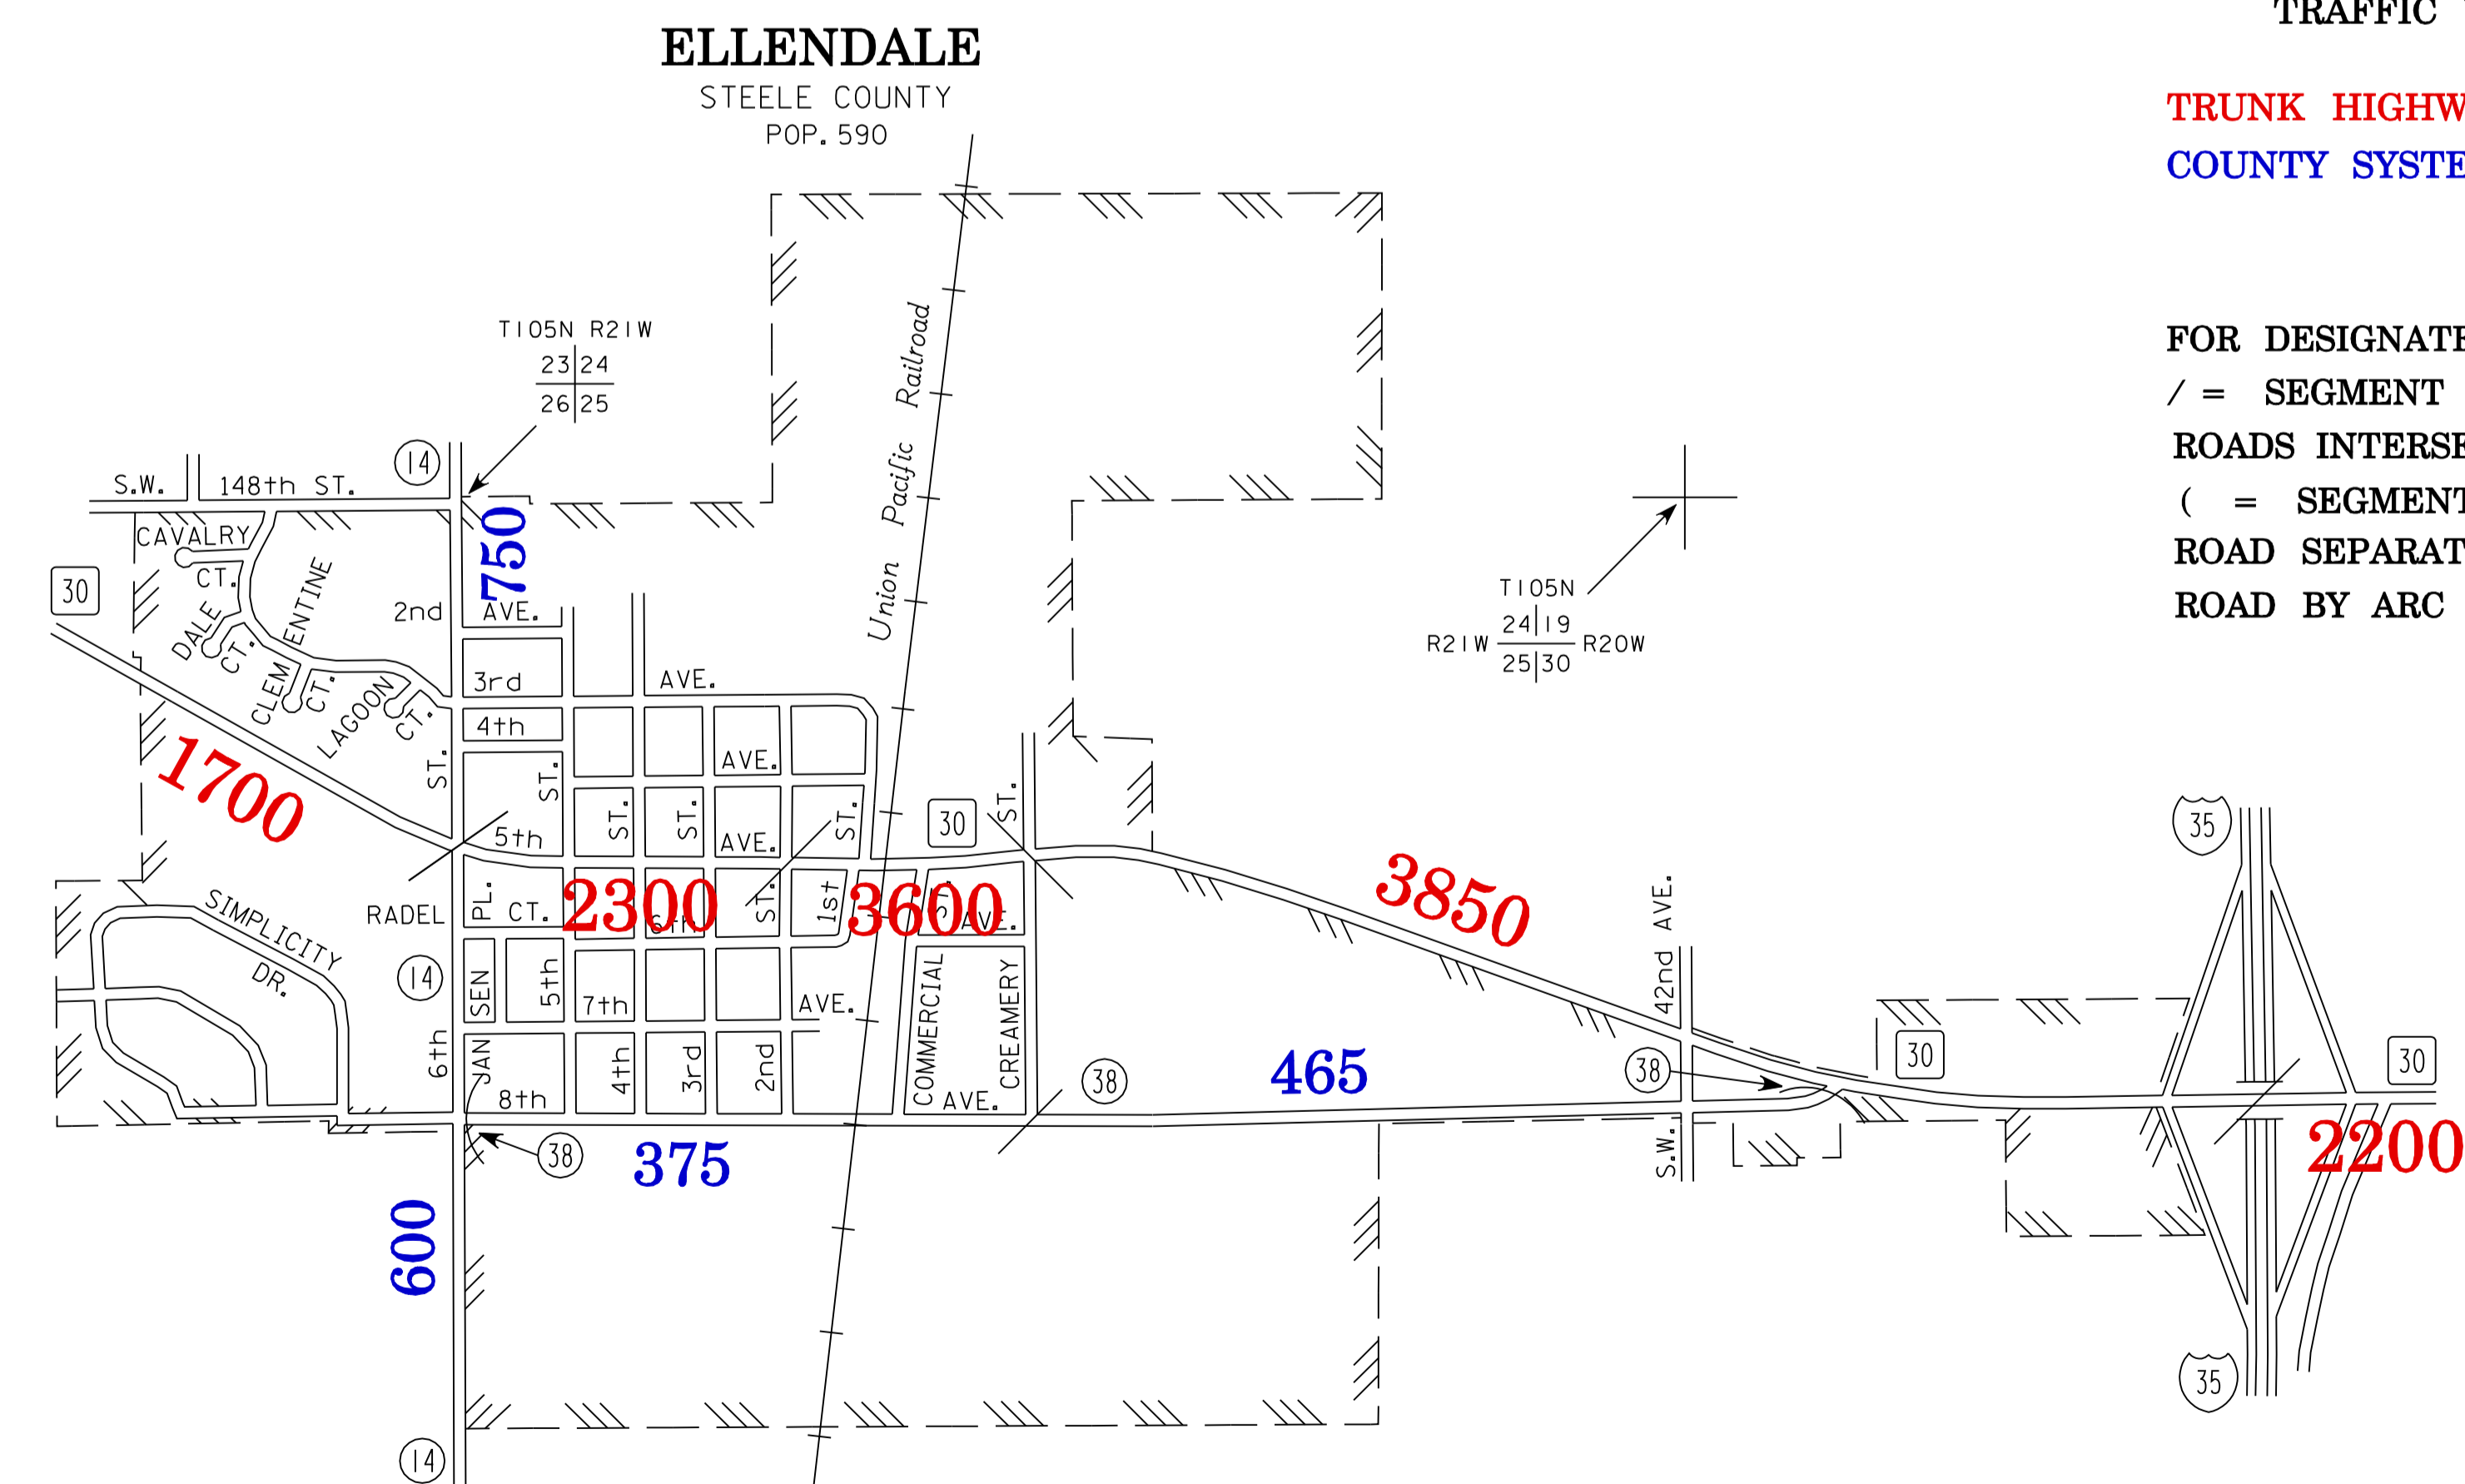 ELLENDALE
STEELE COUNTY
POP. 590
TRAFFIC
TRUNK HIGHW
COUNTY SYSTE
FOR DESIGNATE
/ = SEGMENT
ROADS INTERSE
( = SEGMENT
ROAD SEPARAT
ROAD BY ARC
T105N R21W
23 24
26 25
Union Pacific Railroad
14
S.W. 148th ST.
CAVALRY
CT.
750
30
DALE
CT.
CLEM ENTINE
CT.
LAGOON
CT.
2nd AVE.
3rd AVE.
4th
AVE.
T105N
24 19
R21W R20W
25 30
1700
ST.
ST.
ST.
ST.
ST.
ST.
5th
AVE.
30
35
3850
SIMPLICITY
DR.
RADEL
PL.
CT.
2300
6th
ST.
1st
3600
ST.
AVE.
42nd AVE.
14
JAN SEN
5th
7th
AVE.
COMMERCIAL
CREAMERY
6th
4th
3rd
2nd
8th
AVE.
38
465
38
30
30
38
375
S.W.
2200
600
35
14